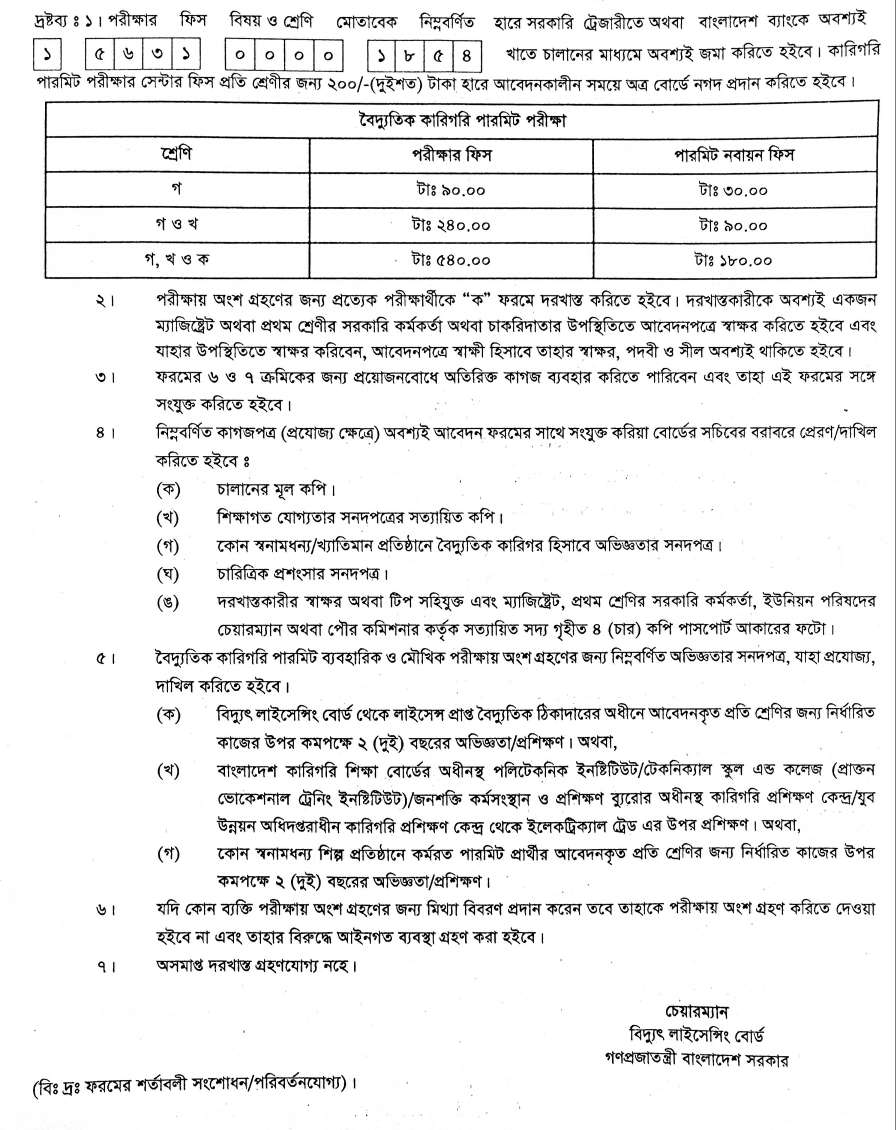 দ্রষ্টব্য ঃ ১। পরীক্ষার ফিস বিষয় ও শ্রেণি মোতাবেক নিম্নবর্ণিত হারে সরকারি ট্রেজারীতে অথবা বাংলাদেশ ব্যাংকে অবশ্যই
১ ৫ ৬ ৩ ১ ০ ০ ০ ০ ১ ৮ ৫ ৪ খাতে চালানের মাধ্যমে অবশ্যই জমা করিতে হইবে। কারিগরি
পারমিট পরীক্ষার সেন্টার ফিস প্রতি শ্রেণীর জন্য ২০০/-(দুইশত) টাকা হারে আবেদনকালীন সময়ে অত্র বোর্ডে নগদ প্রদান করিতে হইবে।
বৈদ্যুতিক কারিগরি পারমিট পরীক্ষা
শ্রেণি পরীক্ষার ফিস পারমিট নবায়ন ফিস
গ টাঃ ৯০.০০ টাঃ ৩০.০০
গ ও খ টাঃ ২৪০.০০ টাঃ ৯০.০০
গ, খ ও ক টাঃ ৫৪০.০০ টাঃ ১৮০.০০
২। পরীক্ষায় অংশ গ্রহণের জন্য প্রত্যেক পরীক্ষার্থীকে “ক” ফরমে দরখাস্ত করিতে হইবে। দরখাস্তকারীকে অবশ্যই একজন
ম্যাজিষ্ট্রেট অথবা প্রথম শ্রেণীর সরকারি কর্মকর্তা অথবা চাকরিদাতার উপস্থিতিতে আবেদনপত্রে স্বাক্ষর করিতে হইবে এবং
যাহার উপস্থিতিতে স্বাক্ষর করিবেন, আবেদনপত্রে স্বাক্ষী হিসাবে তাহার স্বাক্ষর, পদবী ও সীল অবশ্যই থাকিতে হইবে।
৩। ফরমের ৬ ও ৭ ক্রমিকের জন্য প্রয়োজনবোধে অতিরিক্ত কাগজ ব্যবহার করিতে পারিবেন এবং তাহা এই ফরমের সঙ্গে
সংযুক্ত করিতে হইবে।
৪। নিম্নবর্ণিত কাগজপত্র (প্রযোজ্য ক্ষেত্রে) অবশ্যই আবেদন ফরমের সাথে সংযুক্ত করিয়া বোর্ডের সচিবের বরাবরে প্রেরণ/দাখিল
করিতে হইবে ঃ
(ক) চালানের মূল কপি।
(খ) শিক্ষাগত যোগ্যতার সনদপত্রের সত্যায়িত কপি।
(গ) কোন স্বনামধন্য/খ্যাতিমান প্রতিষ্ঠানে বৈদ্যুতিক কারিগর হিসাবে অভিজ্ঞতার সনদপত্র।
(ঘ) চারিত্রিক প্রশংসার সনদপত্র।
(ঙ) দরখাস্তকারীর স্বাক্ষর অথবা টিপ সহিযুক্ত এবং ম্যাজিষ্ট্রেট, প্রথম শ্রেণির সরকারি কর্মকর্তা, ইউনিয়ন পরিষদের
চেয়ারম্যান অথবা পৌর কমিশনার কর্তৃক সত্যায়িত সদ্য গৃহীত ৪ (চার) কপি পাসপোর্ট আকারের ফটো।
৫। বৈদ্যুতিক কারিগরি পারমিট ব্যবহারিক ও মৌখিক পরীক্ষায় অংশ গ্রহণের জন্য নিম্নবর্ণিত অভিজ্ঞতার সনদপত্র, যাহা প্রযোজ্য,
দাখিল করিতে হইবে।
(ক) বিদ্যুৎ লাইসেন্সিং বোর্ড থেকে লাইসেন্স প্রাপ্ত বৈদ্যুতিক ঠিকাদারের অধীনে আবেদনকৃত প্রতি শ্রেণির জন্য নির্ধারিত
কাজের উপর কমপক্ষে ২ (দুই) বছরের অভিজ্ঞতা/প্রশিক্ষণ। অথবা,
(খ) বাংলাদেশ কারিগরি শিক্ষা বোর্ডের অধীনস্থ পলিটেকনিক ইনষ্টিটিউট/টেকনিক্যাল স্কুল এন্ড কলেজ (প্রাক্তন
ভোকেশনাল ট্রেনিং ইনষ্টিটিউট)/জনশক্তি কর্মসংস্থান ও প্রশিক্ষণ ব্যুরোর অধীনস্থ কারিগরি প্রশিক্ষণ কেন্দ্র/যুব
উন্নয়ন অধিদপ্তরাধীন কারিগরি প্রশিক্ষণ কেন্দ্র থেকে ইলেকট্রিক্যাল ট্রেড এর উপর প্রশিক্ষণ। অথবা,
(গ) কোন স্বনামধন্য শিল্প প্রতিষ্ঠানে কর্মরত পারমিট প্রার্থীর আবেদনকৃত প্রতি শ্রেণির জন্য নির্ধারিত কাজের উপর
কমপক্ষে ২ (দুই) বছরের অভিজ্ঞতা/প্রশিক্ষণ।
৬। যদি কোন ব্যক্তি পরীক্ষায় অংশ গ্রহণের জন্য মিথ্যা বিবরণ প্রদান করেন তবে তাহাকে পরীক্ষায় অংশ গ্রহণ করিতে দেওয়া
হইবে না এবং তাহার বিরুদ্ধে আইনগত ব্যবস্থা গ্রহণ করা হইবে।
৭। অসমাপ্ত দরখাস্ত গ্রহণযোগ্য নহে।
চেয়ারম্যান
বিদ্যুৎ লাইসেন্সিং বোর্ড
গণপ্রজাতন্ত্রী বাংলাদেশ সরকার
(বিঃ দ্রঃ ফরমের শর্তাবলী সংশোধন/পরিবর্তনযোগ্য)।